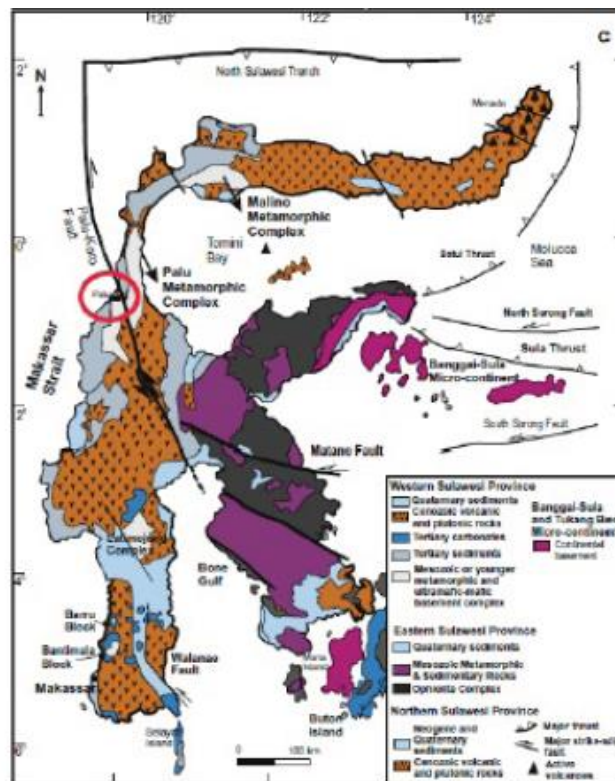 120°
122°
124°
2°
N
C
North Sulawesi Trench
Manado
Malino
Metamorphic
Complex
Tomini
Bay
Palu-Koro
Fault
Palu
Metamorphic
Complex
Molucca
Sea
Sula Thrust
North Sorong Fault
Makassar
Strait
Banggai-Sula
Micro-continent
South Sorong Fault
Matano Fault
Complex
Bone
Gulf
Barru
Block
Bantimala
Block
Walanae
Fault
Makassar
Buton
Island
Island
0 100 km
Western Sulawesi Province
Quaternary sediments
Cenozoic volcanic
and plutonic rocks
Tertiary carbonates
Tertiary sediments
Mesozoic or younger
metamorphic and
ultramafic-mafic
basement complex
Banggai-Sula
and Tukang Besi
Micro-continent
Continental
basement
Eastern Sulawesi Province
Quaternary sediments
Mesozoic Metamorphic
& Sedimentary Rocks
Ophiolite Complex
Northern Sulawesi Province
Neogene and
Quaternary
sediments
Cenozoic volcanic
and plutonic rocks
Major thrust
Major strike-slip
fault
Active
volcanoes